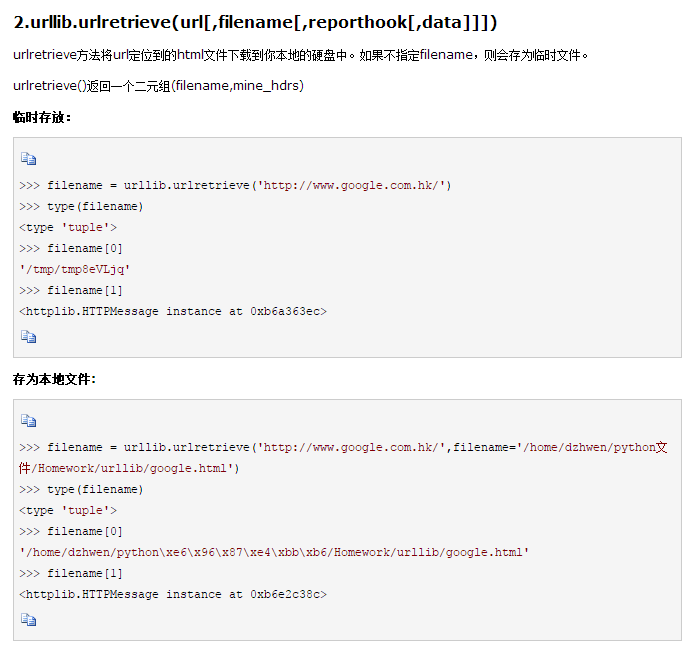 2.urllib.urlretrieve(url[,filename[,reporthook[,data]]])
urlretrieve方法将url定位到的html文件下载到你本地的硬盘中。如果不指定filename，则会存为临时文件。
urlretrieve()返回一个二元组(filename,mine_hdrs)
临时存放：
>>> filename = urllib.urlretrieve('http://www.google.com.hk/')
>>> type(filename)
<type 'tuple'>
>>> filename[0]
'/tmp/tmp8eVLjq'
>>> filename[1]
<httplib.HTTPMessage instance at 0xb6a363ec>
存为本地文件：
>>> filename = urllib.urlretrieve('http://www.google.com.hk/',filename='/home/dzhwen/python文
件/Homework/urllib/google.html')
>>> type(filename)
<type 'tuple'>
>>> filename[0]
'/home/dzhwen/python\xe6\x96\x87\xe4\xbb\xb6/Homework/urllib/google.html'
>>> filename[1]
<httplib.HTTPMessage instance at 0xb6e2c38c>